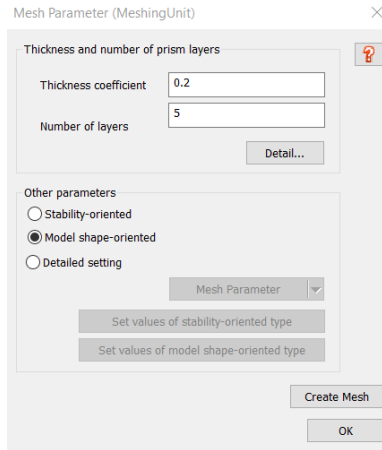 Mesh Parameter (MeshingUnit)
Thickness and number of prism layers
Thickness coefficient 0.2
Number of layers 5
Detail...
Other parameters
Stability-oriented
Model shape-oriented
Detailed setting
Mesh Parameter
Set values of stability-oriented type
Set values of model shape-oriented type
Create Mesh
OK